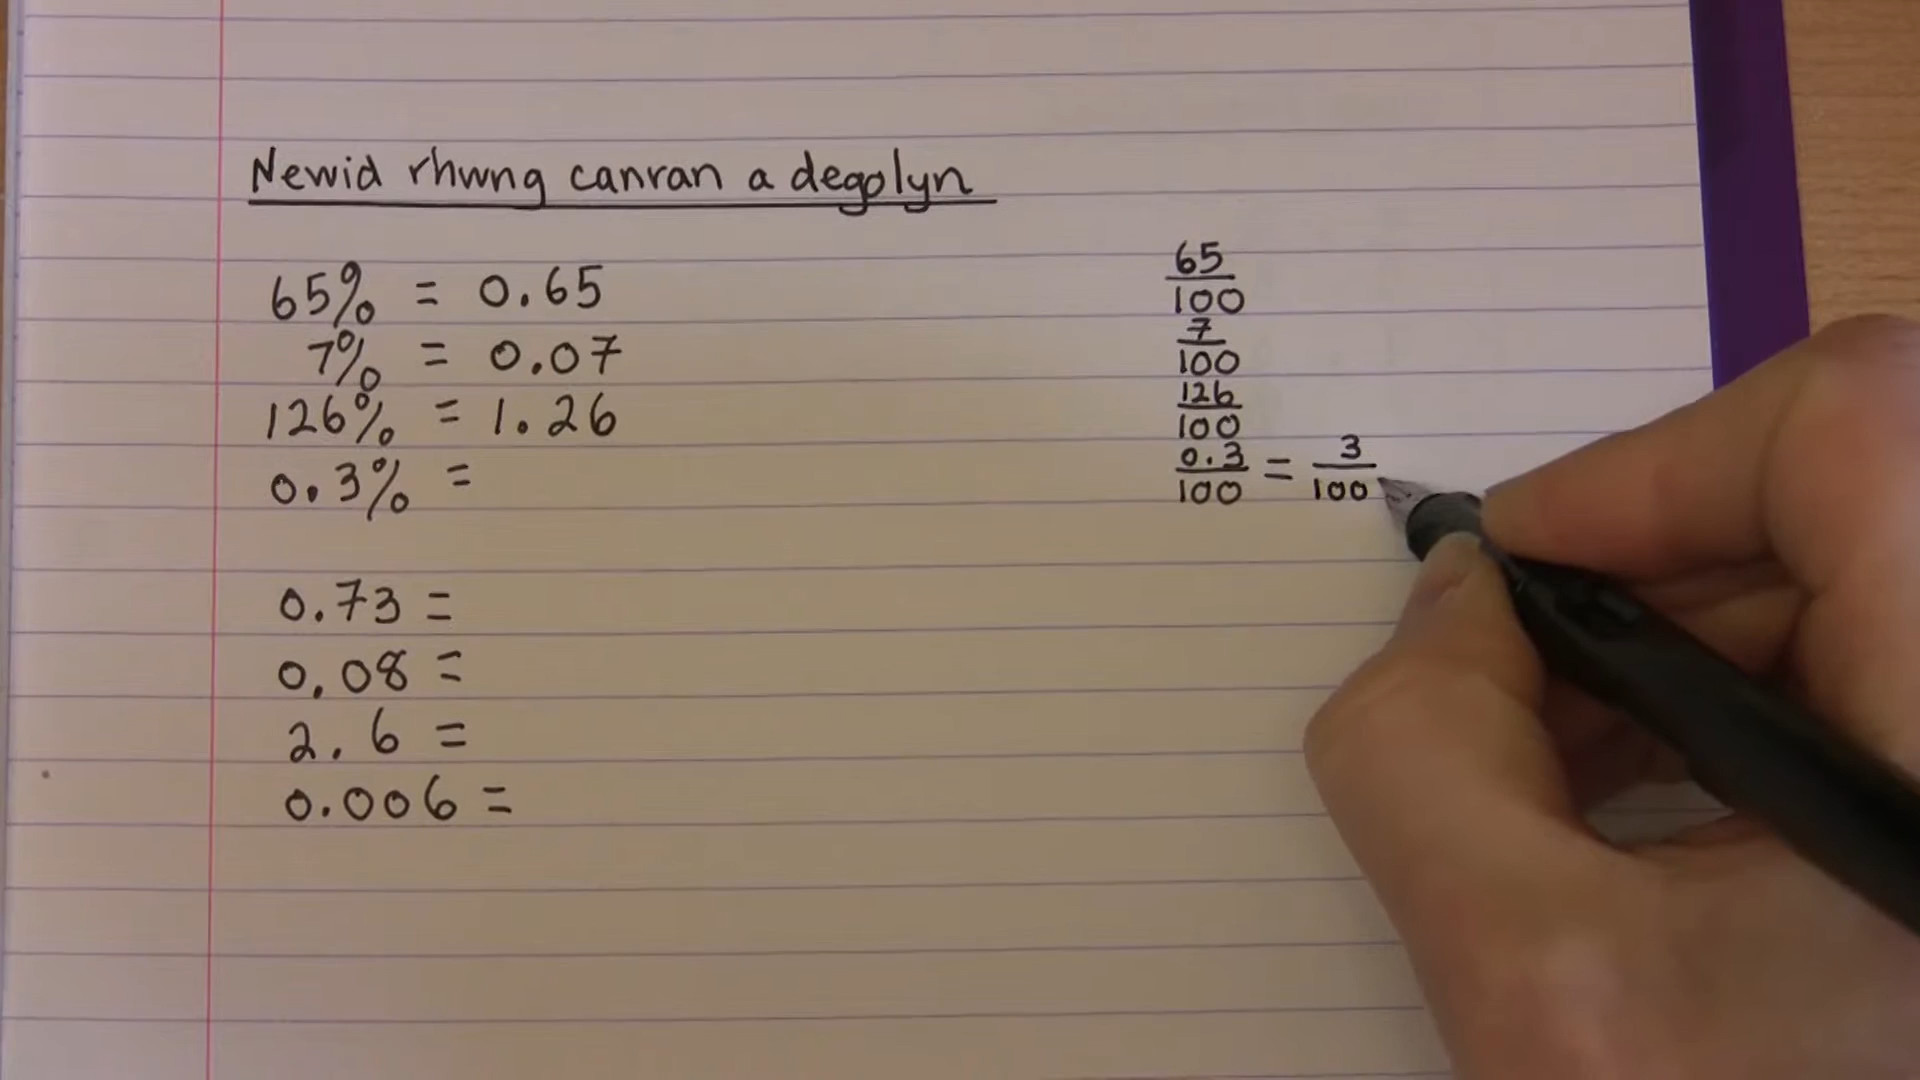 Newid rhwng canran a degolyn
65% = 0.65
7% = 0.07
126% = 1.26
0.3% =
0.73 =
0.08 =
2.6 =
0.006 =
65/100
7/100
126/100
0.3/100 = 3/100